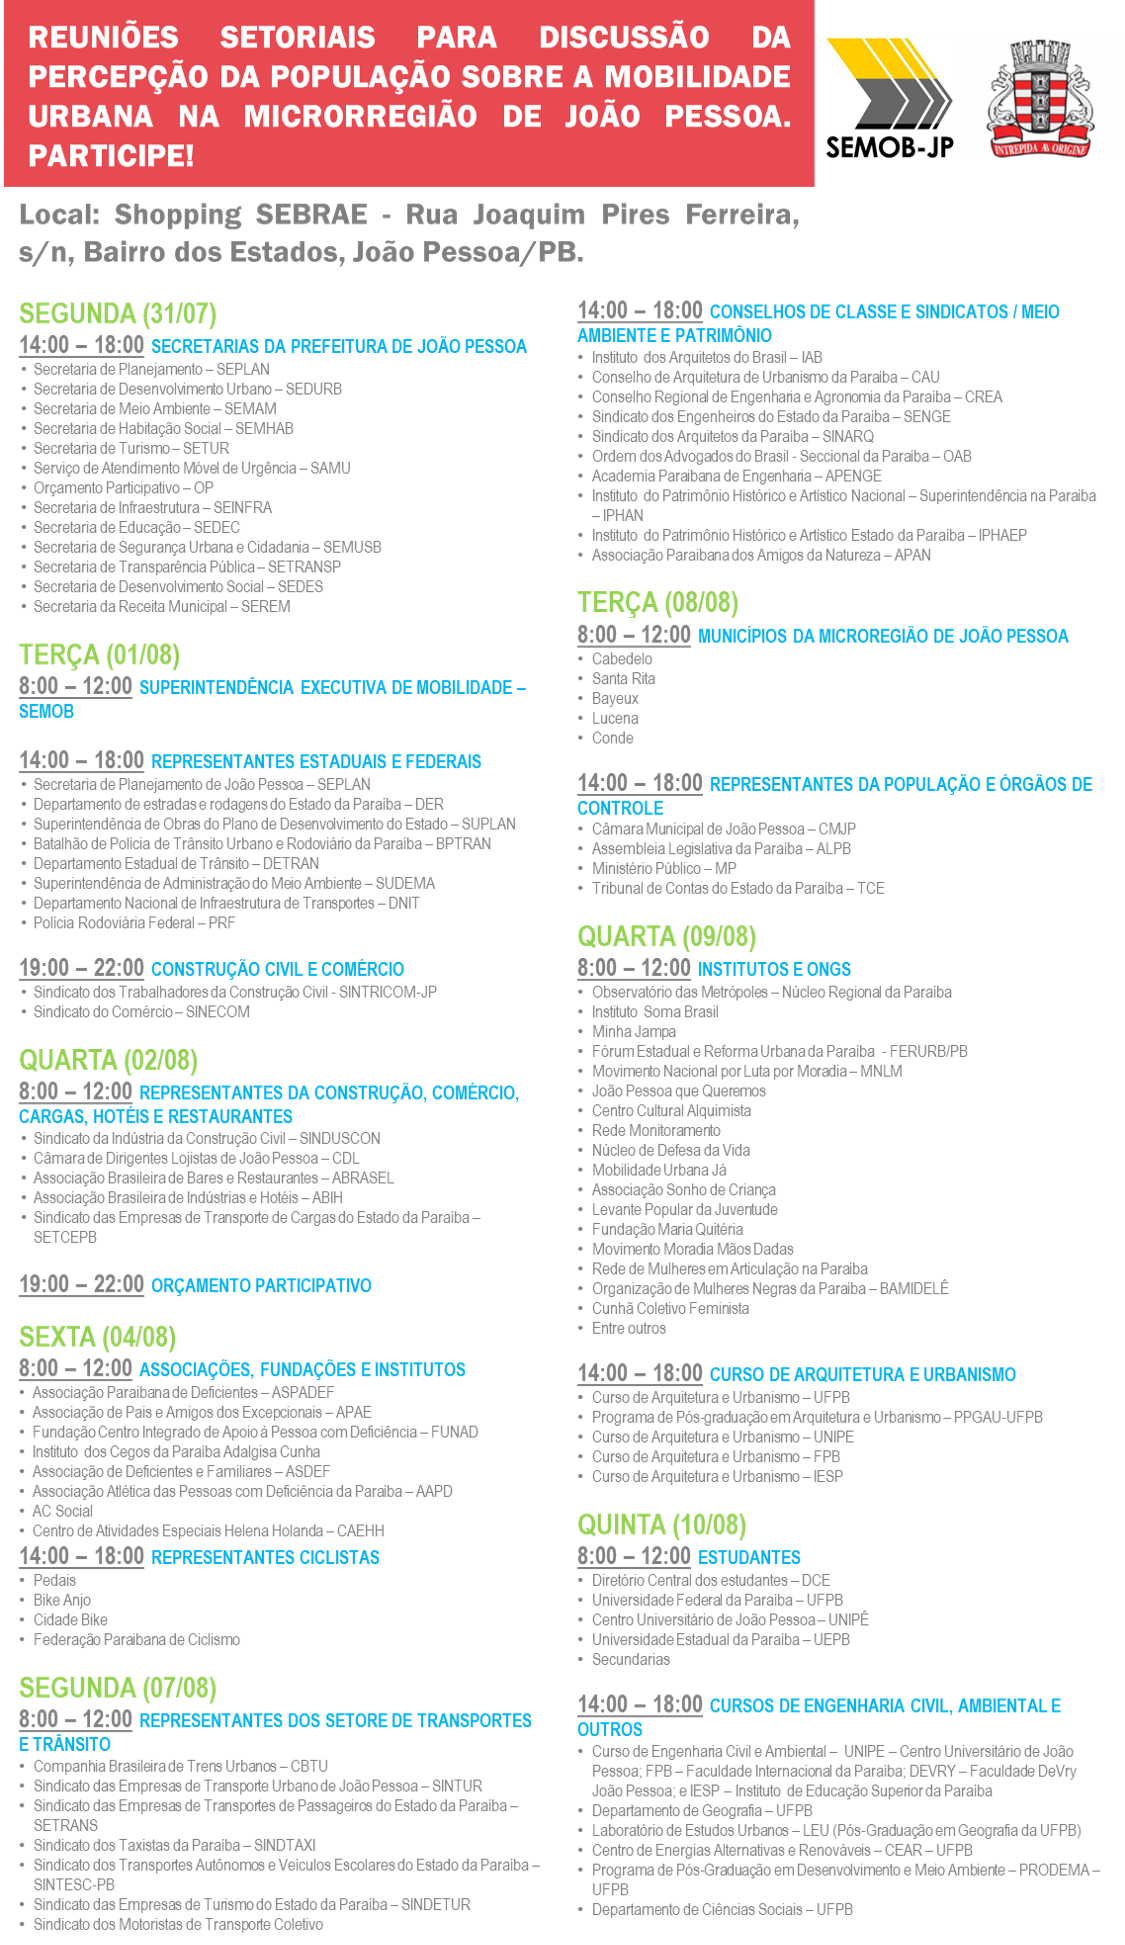 REUNIÕES SETORIAIS PARA DISCUSSÃO DA
PERCEPÇÃO DA POPULAÇÃO SOBRE A MOBILIDADE
URBANA NA MICRORREGIÃO DE JOÃO PESSOA.
PARTICIPE!
SEMOB-JP
INTREPIDA AB ORIGINE
Local: Shopping SEBRAE - Rua Joaquim Pires Ferreira,
s/n, Bairro dos Estados, João Pessoa/PB.
SEGUNDA (31/07)
14:00 – 18:00 SECRETARIAS DA PREFEITURA DE JOÃO PESSOA
• Secretaria de Planejamento – SEPLAN
• Secretaria de Desenvolvimento Urbano – SEDURB
• Secretaria de Meio Ambiente – SEMAM
• Secretaria de Habitação Social – SEMHAB
• Secretaria de Turismo – SETUR
• Serviço de Atendimento Móvel de Urgência – SAMU
• Orçamento Participativo – OP
• Secretaria de Infraestrutura – SEINFRA
• Secretaria de Educação – SEDEC
• Secretaria de Segurança Urbana e Cidadania – SEMUSB
• Secretaria de Transparência Pública – SETRANSP
• Secretaria de Desenvolvimento Social – SEDES
• Secretaria da Receita Municipal – SEREM
TERÇA (01/08)
8:00 – 12:00 SUPERINTENDÊNCIA EXECUTIVA DE MOBILIDADE –
SEMOB
14:00 – 18:00 REPRESENTANTES ESTADUAIS E FEDERAIS
• Secretaria de Planejamento de João Pessoa – SEPLAN
• Departamento de estradas e rodagens do Estado da Paraíba – DER
• Superintendência de Obras do Plano de Desenvolvimento do Estado – SUPLAN
• Batalhão de Policia de Trânsito Urbano e Rodoviário da Paraíba – BPTRAN
• Departamento Estadual de Trânsito – DETRAN
• Superintendência de Administração do Meio Ambiente – SUDEMA
• Departamento Nacional de Infraestrutura de Transportes – DNIT
• Policia Rodoviária Federal – PRF
19:00 – 22:00 CONSTRUÇÃO CIVIL E COMÉRCIO
• Sindicato dos Trabalhadores da Construção Civil - SINTRICOM-JP
• Sindicato do Comércio – SINECOM
QUARTA (02/08)
8:00 – 12:00 REPRESENTANTES DA CONSTRUÇÃO, COMÉRCIO,
CARGAS, HOTÉIS E RESTAURANTES
• Sindicato da Indústria da Construção Civil – SINDUSCON
• Câmara de Dirigentes Lojistas de João Pessoa – CDL
• Associação Brasileira de Bares e Restaurantes – ABRASEL
• Associação Brasileira de Indústrias e Hotéis – ABIH
• Sindicato das Empresas de Transporte de Cargas do Estado da Paraíba –
SETCEPB
19:00 – 22:00 ORÇAMENTO PARTICIPATIVO
SEXTA (04/08)
8:00 – 12:00 ASSOCIAÇÕES, FUNDAÇÕES E INSTITUTOS
• Associação Paraibana de Deficientes – ASPADEF
• Associação de Pais e Amigos dos Excepcionais – APAE
• Fundação Centro Integrado de Apoio à Pessoa com Deficiência – FUNAD
• Instituto dos Cegos da Paraíba Adalgisa Cunha
• Associação de Deficientes e Familiares – ASDEF
• Associação Atlética das Pessoas com Deficiência da Paraíba – AAPD
• AC Social
• Centro de Atividades Especiais Helena Holanda – CAEHH
14:00 – 18:00 REPRESENTANTES CICLISTAS
• Pedais
• Bike Anjo
• Cidade Bike
• Federação Paraibana de Ciclismo
SEGUNDA (07/08)
8:00 – 12:00 REPRESENTANTES DOS SETORE DE TRANSPORTES
E TRÂNSITO
• Companhia Brasileira de Trens Urbanos – CBTU
• Sindicato das Empresas de Transporte Urbano de João Pessoa – SINTUR
• Sindicato das Empresas de Transportes de Passageiros do Estado da Paraíba –
SETRANS
• Sindicato dos Taxistas da Paraíba – SINDTAXI
• Sindicato dos Transportes Autônomos e Veículos Escolares do Estado da Paraíba –
SINTESC-PB
• Sindicato das Empresas de Turismo do Estado da Paraíba – SINDETUR
• Sindicato dos Motoristas de Transporte Coletivo
14:00 – 18:00 CONSELHOS DE CLASSE E SINDICATOS / MEIO
AMBIENTE E PATRIMÔNIO
• Instituto dos Arquitetos do Brasil – IAB
• Conselho de Arquitetura de Urbanismo da Paraíba – CAU
• Conselho Regional de Engenharia e Agronomia da Paraíba – CREA
• Sindicato dos Engenheiros do Estado da Paraíba – SENGE
• Sindicato dos Arquitetos da Paraíba – SINARQ
• Ordem dos Advogados do Brasil - Seccional da Paraíba – OAB
• Academia Paraibana de Engenharia – APENGE
• Instituto do Patrimônio Histórico e Artístico Nacional – Superintendência na Paraíba
– IPHAN
• Instituto do Patrimônio Histórico e Artístico Estado da Paraíba – IPHAEP
• Associação Paraibana dos Amigos da Natureza – APAN
TERÇA (08/08)
8:00 – 12:00 MUNICÍPIOS DA MICROREGIÃO DE JOÃO PESSOA
• Cabedelo
• Santa Rita
• Bayeux
• Lucena
• Conde
14:00 – 18:00 REPRESENTANTES DA POPULAÇÃO E ÓRGÃOS DE
CONTROLE
• Câmara Municipal de João Pessoa – CMJP
• Assembleia Legislativa da Paraíba – ALPB
• Ministério Público – MP
• Tribunal de Contas do Estado da Paraíba – TCE
QUARTA (09/08)
8:00 – 12:00 INSTITUTOS E ONGS
• Observatório das Metrópoles – Núcleo Regional da Paraíba
• Instituto Soma Brasil
• Minha Jampa
• Fórum Estadual e Reforma Urbana da Paraíba - FERURB/PB
• Movimento Nacional por Luta por Moradia – MNLM
• João Pessoa que Queremos
• Centro Cultural Alquimista
• Rede Monitoramento
• Núcleo de Defesa da Vida
• Mobilidade Urbana Já
• Associação Sonho de Criança
• Levante Popular da Juventude
• Fundação Maria Quitéria
• Movimento Moradia Mãos Dadas
• Rede de Mulheres em Articulação na Paraíba
• Organização de Mulheres Negras da Paraíba – BAMIDELÊ
• Cunhã Coletivo Feminista
• Entre outros
14:00 – 18:00 CURSO DE ARQUITETURA E URBANISMO
• Curso de Arquitetura e Urbanismo – UFPB
• Programa de Pós-graduação em Arquitetura e Urbanismo – PPGAU-UFPB
• Curso de Arquitetura e Urbanismo – UNIPE
• Curso de Arquitetura e Urbanismo – FPB
• Curso de Arquitetura e Urbanismo – IESP
QUINTA (10/08)
8:00 – 12:00 ESTUDANTES
• Diretório Central dos estudantes – DCE
• Universidade Federal da Paraíba – UFPB
• Centro Universitário de João Pessoa – UNIPÊ
• Universidade Estadual da Paraíba – UEPB
• Secundarias
14:00 – 18:00 CURSOS DE ENGENHARIA CIVIL, AMBIENTAL E
OUTROS
• Curso de Engenharia Civil e Ambiental – UNIPE – Centro Universitário de João
Pessoa; FPB – Faculdade Internacional da Paraíba; DEVRY – Faculdade DeVry
João Pessoa; e IESP – Instituto de Educação Superior da Paraíba
• Departamento de Geografia – UFPB
• Laboratório de Estudos Urbanos – LEU (Pós-Graduação em Geografia da UFPB)
• Centro de Energias Alternativas e Renováveis – CEAR – UFPB
• Programa de Pós-Graduação em Desenvolvimento e Meio Ambiente – PRODEMA –
UFPB
• Departamento de Ciências Sociais – UFPB